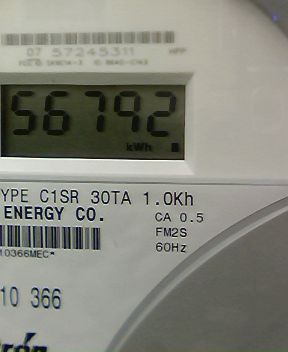 07 57245311
56792
kWh
YPE C1SR 30TA 1.0Kh
ENERGY CO.
CA 0.5
FM2S
60Hz
10366MEC*
10 366
rón